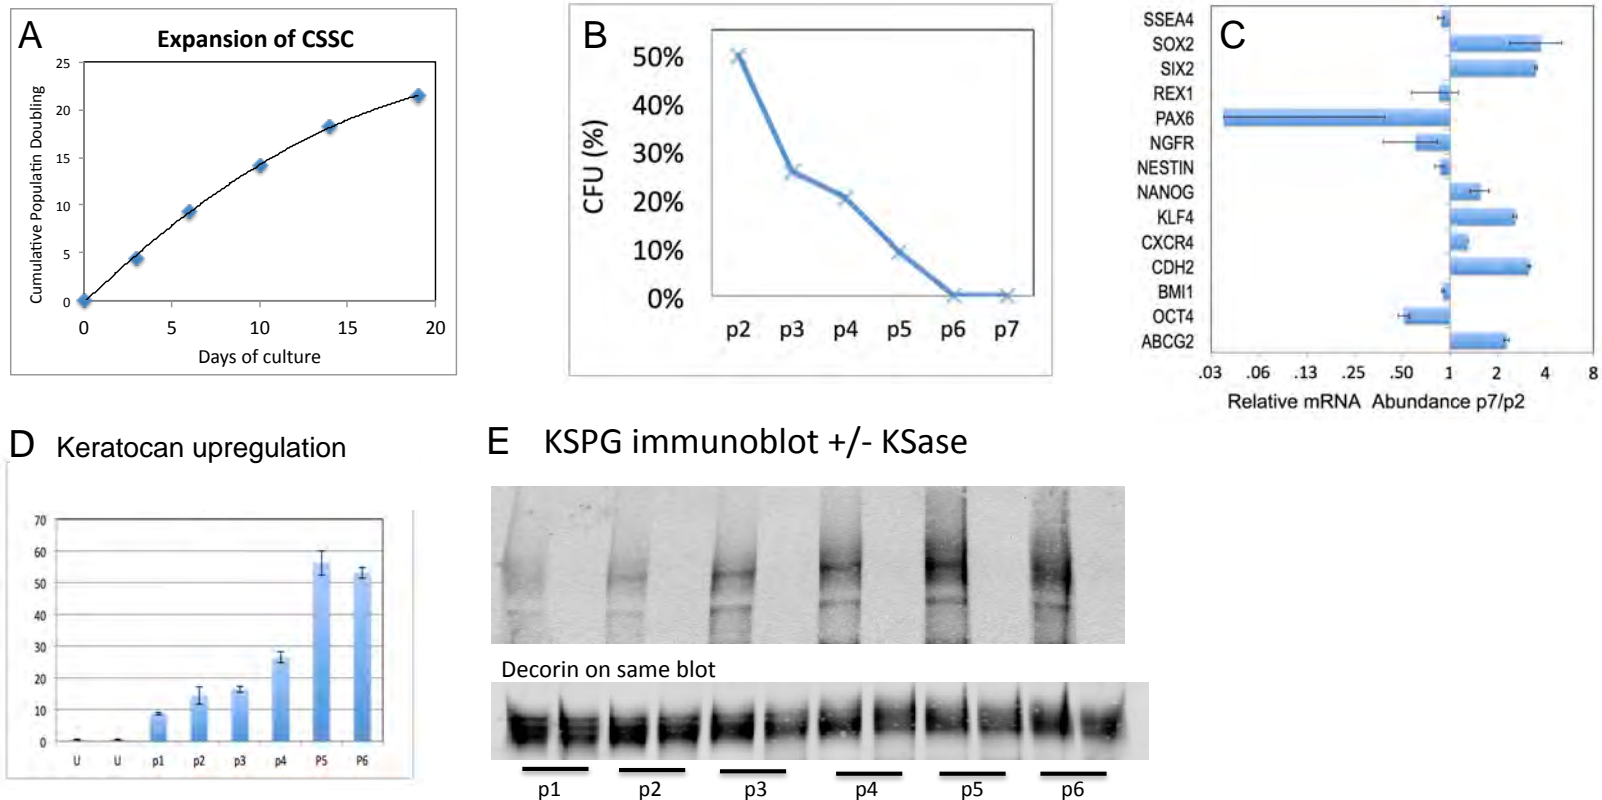 A
Expansion of CSSC
25
20
15
10
5
0
Cumulative Populatin Doubling
0 5 10 15 20
Days of culture
B
50%
40%
30%
20%
10%
0%
CFU (%)
p2 p3 p4 p5 p6 p7
C
SSEA4
SOX2
SIX2
REX1
PAX6
NGFR
NESTIN
NANOG
KLF4
CXCR4
CDH2
BMI1
OCT4
ABCG2
.03 .06 .13 .25 .50 1 2 4 8
Relative mRNA Abundance p7/p2
D Keratocan upregulation
70
60
50
40
30
20
10
0
U U p1 p2 p3 p4 P5 P6
E KSPG immunoblot +/- KSase
Decorin on same blot
p1 p2 p3 p4 p5 p6